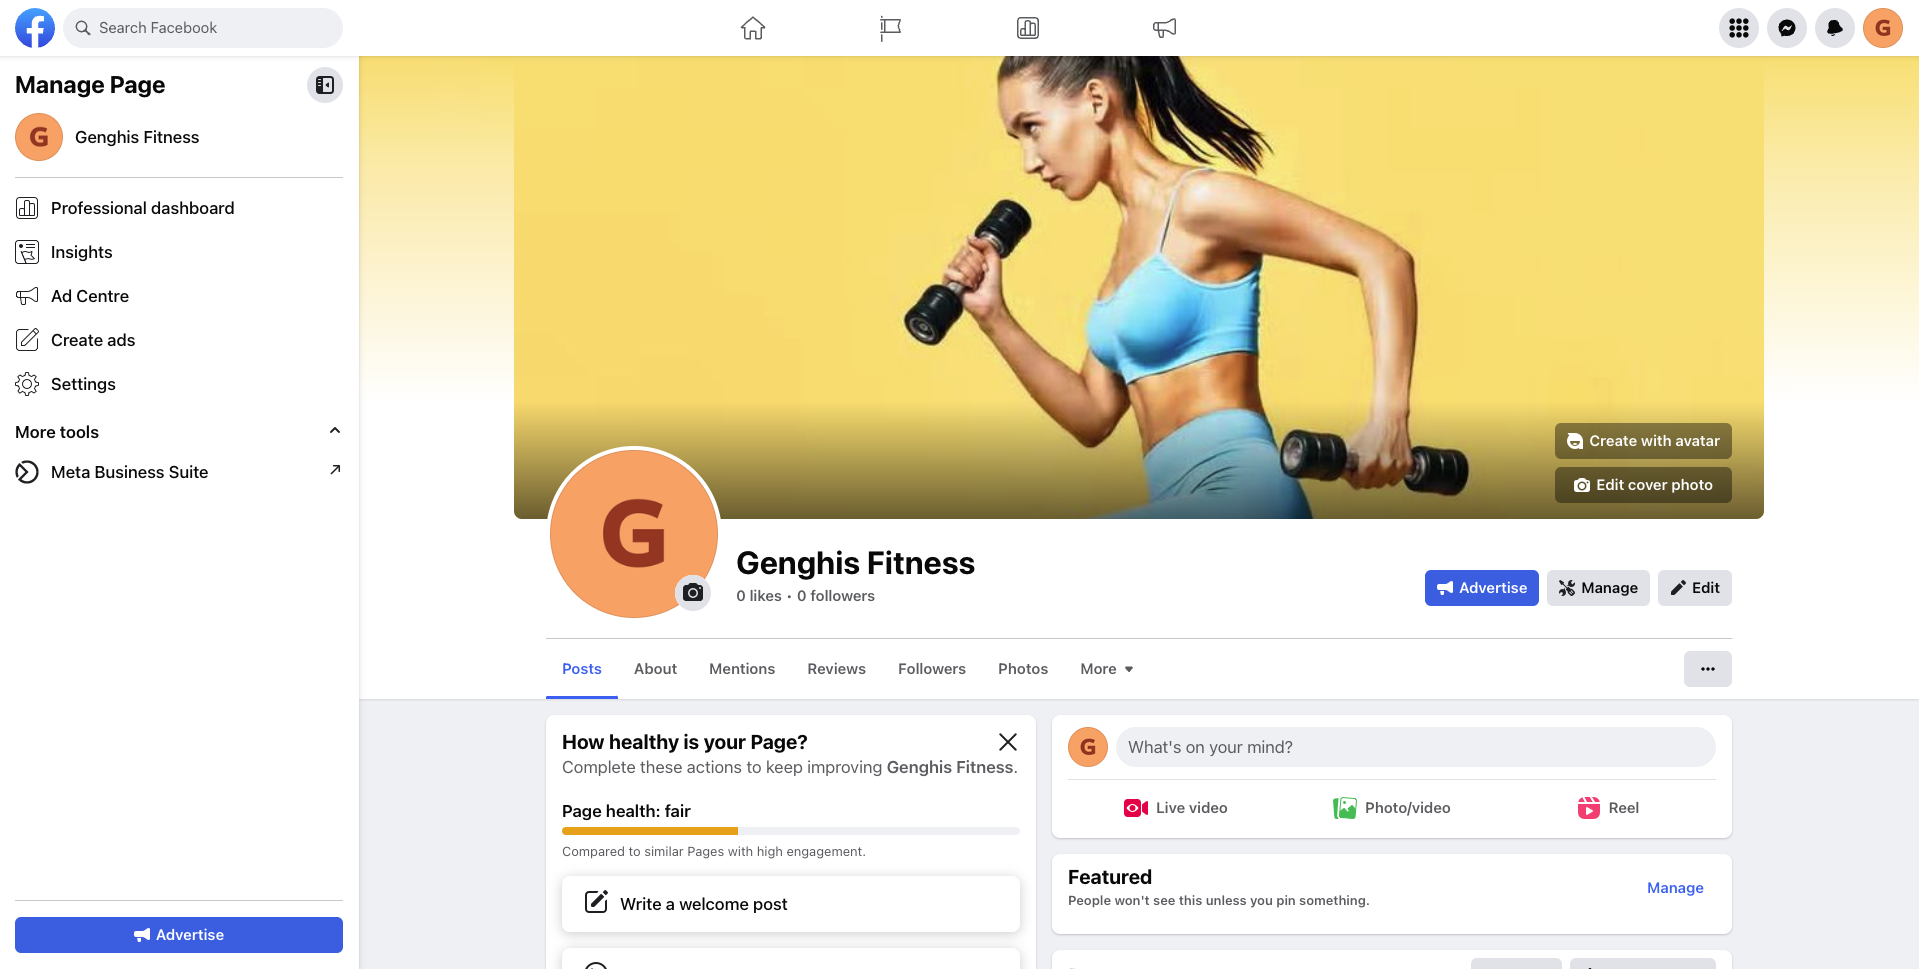 Search Facebook
G
Manage Page
G Genghis Fitness
Professional dashboard
Insights
Ad Centre
Create ads
Settings
More tools
Meta Business Suite
Advertise
Create with avatar
Edit cover photo
G
Genghis Fitness
0 likes · 0 followers
Advertise Manage Edit
Posts About Mentions Reviews Followers Photos More
How healthy is your Page?
Complete these actions to keep improving Genghis Fitness.
Page health: fair
Compared to similar Pages with high engagement.
Write a welcome post
G What's on your mind?
Live video Photo/video Reel
Featured
People won't see this unless you pin something.
Manage